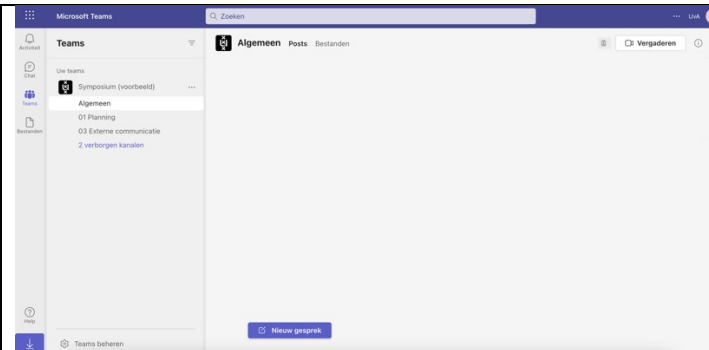 Microsoft Teams
Zoeken
UvA
Activiteit
Chat
Teams
Bestanden
Help
Teams
Uw teams
Symposium (voorbeeld)
Algemeen
01 Planning
03 Externe communicatie
2 verborgen kanalen
Teams beheren
Algemeen Posts Bestanden
Vergaderen
Nieuw gesprek